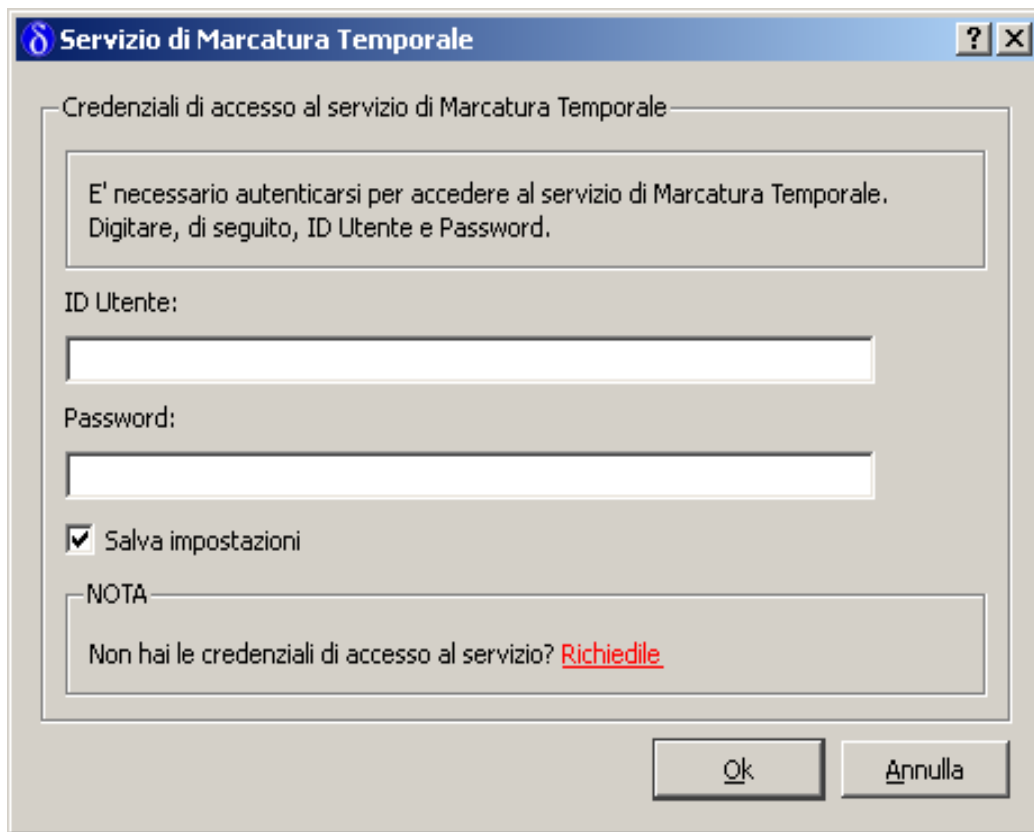 δ Servizio di Marcatura Temporale ? X
Credenziali di accesso al servizio di Marcatura Temporale
E' necessario autenticarsi per accedere al servizio di Marcatura Temporale.
Digitare, di seguito, ID Utente e Password.
ID Utente:
Password:
Salva impostazioni
NOTA
Non hai le credenziali di accesso al servizio? Richiedile
Ok Annulla